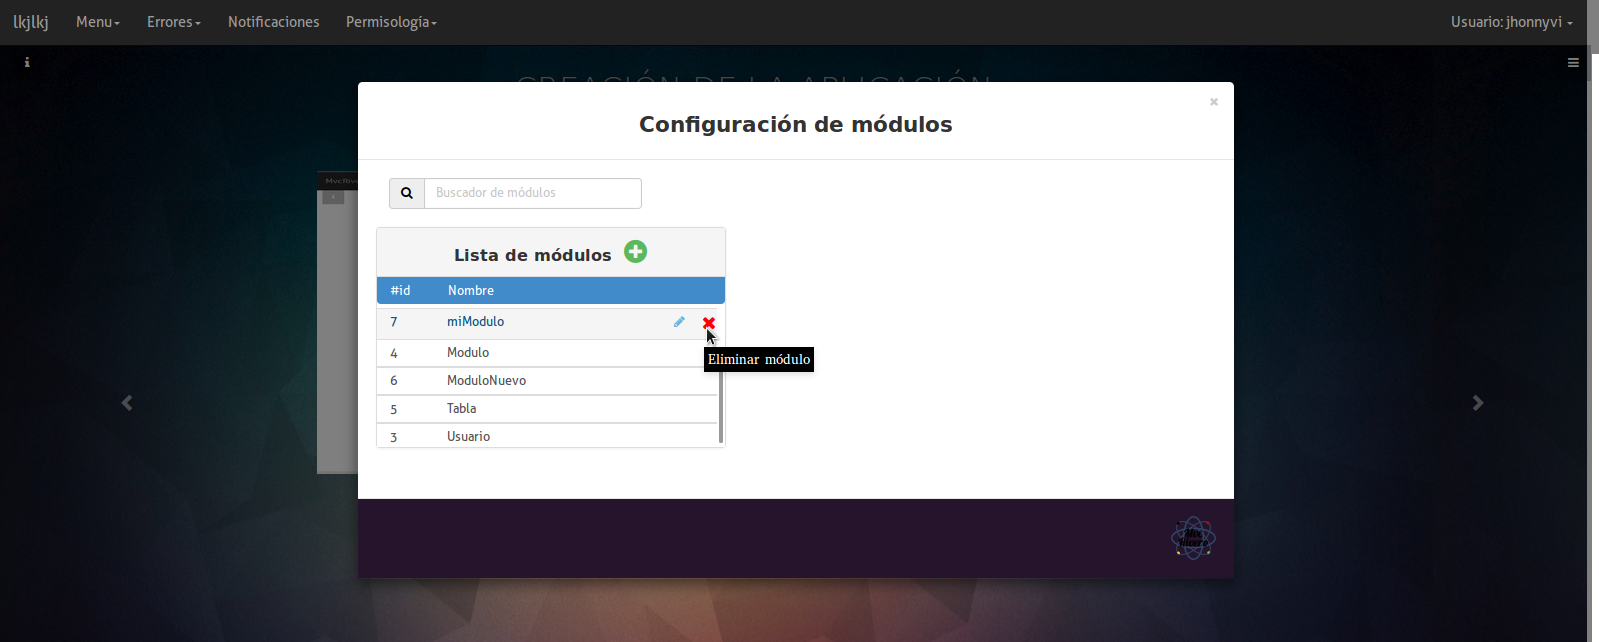 lkjlkj Menu Errores Notificaciones Permisología Usuario: jhonnyvi
CREACIÓN DE LA APLICACIÓN
Configuración de módulos
Buscador de módulos
Lista de módulos
#id Nombre
7 miModulo
Eliminar módulo
4 Modulo
6 ModuloNuevo
5 Tabla
3 Usuario